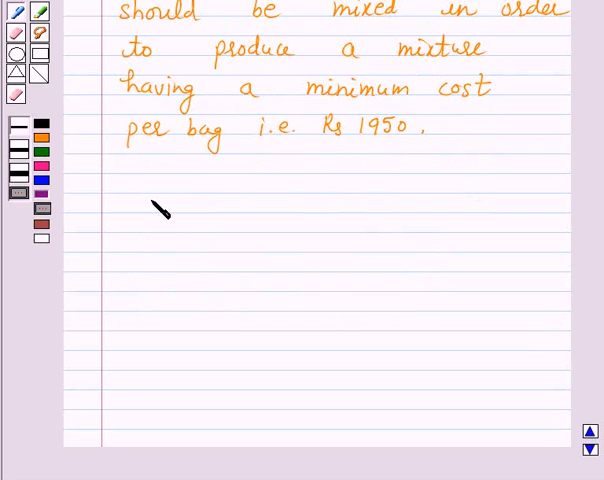 should be mixed in order
to produce a mixture
having a minimum cost
per bag i.e. Rs 1950.